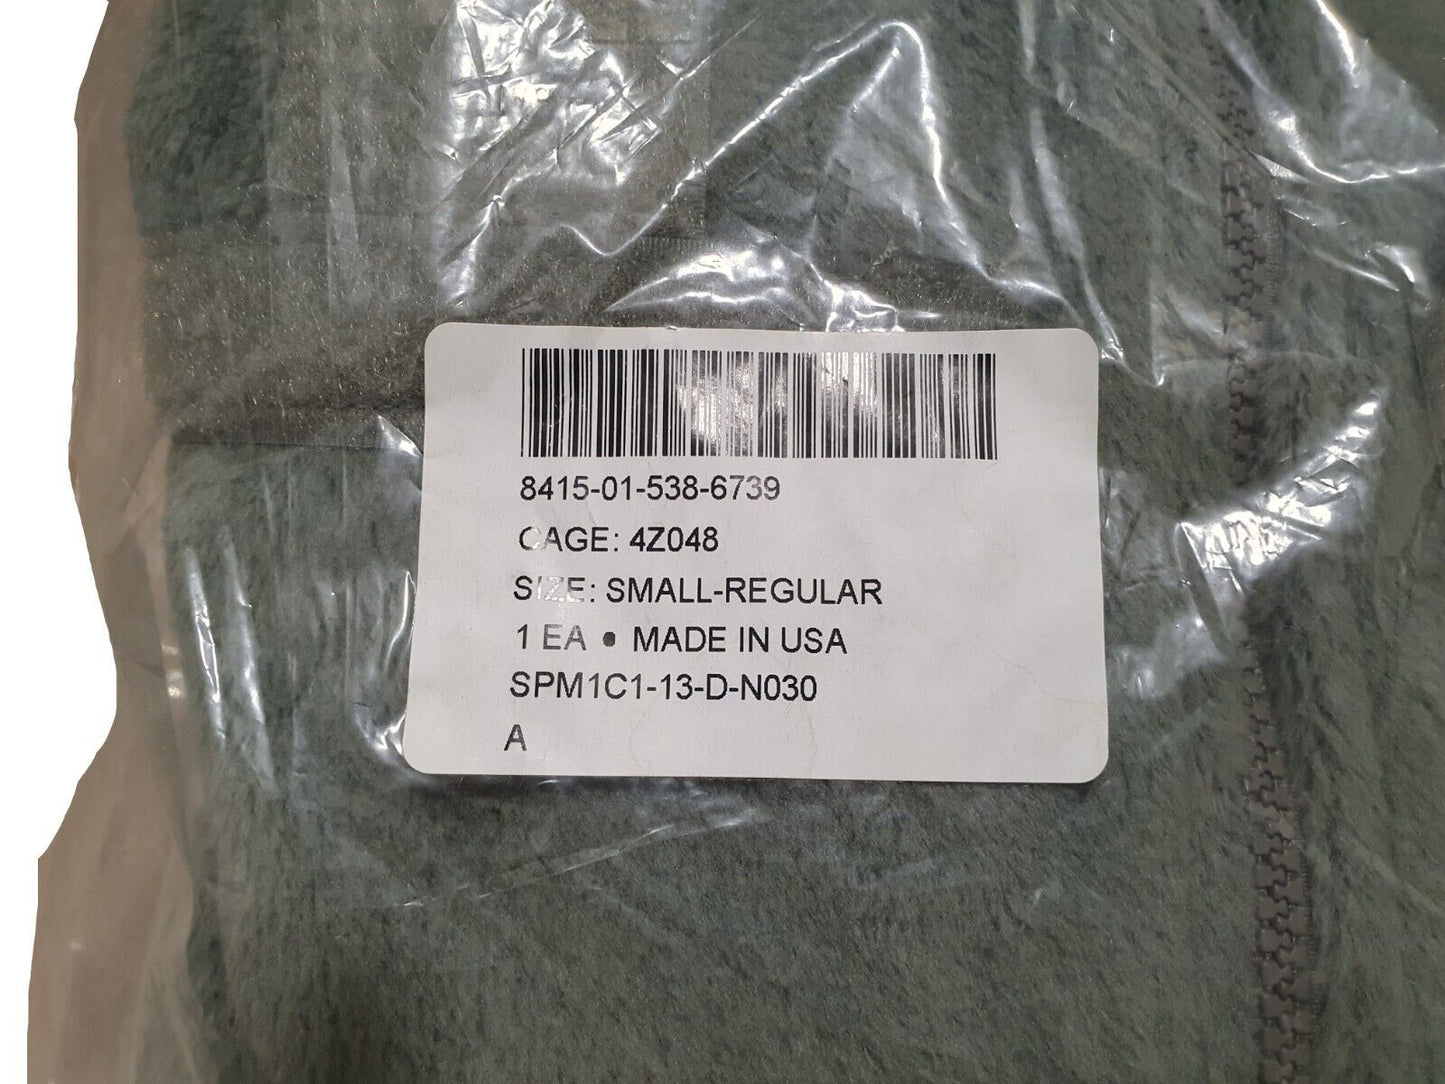 8415-01-538-6739
CAGE: 4Z048
SIZE: SMALL-REGULAR
1 EA • MADE IN USA
SPM1C1-13-D-N030
A